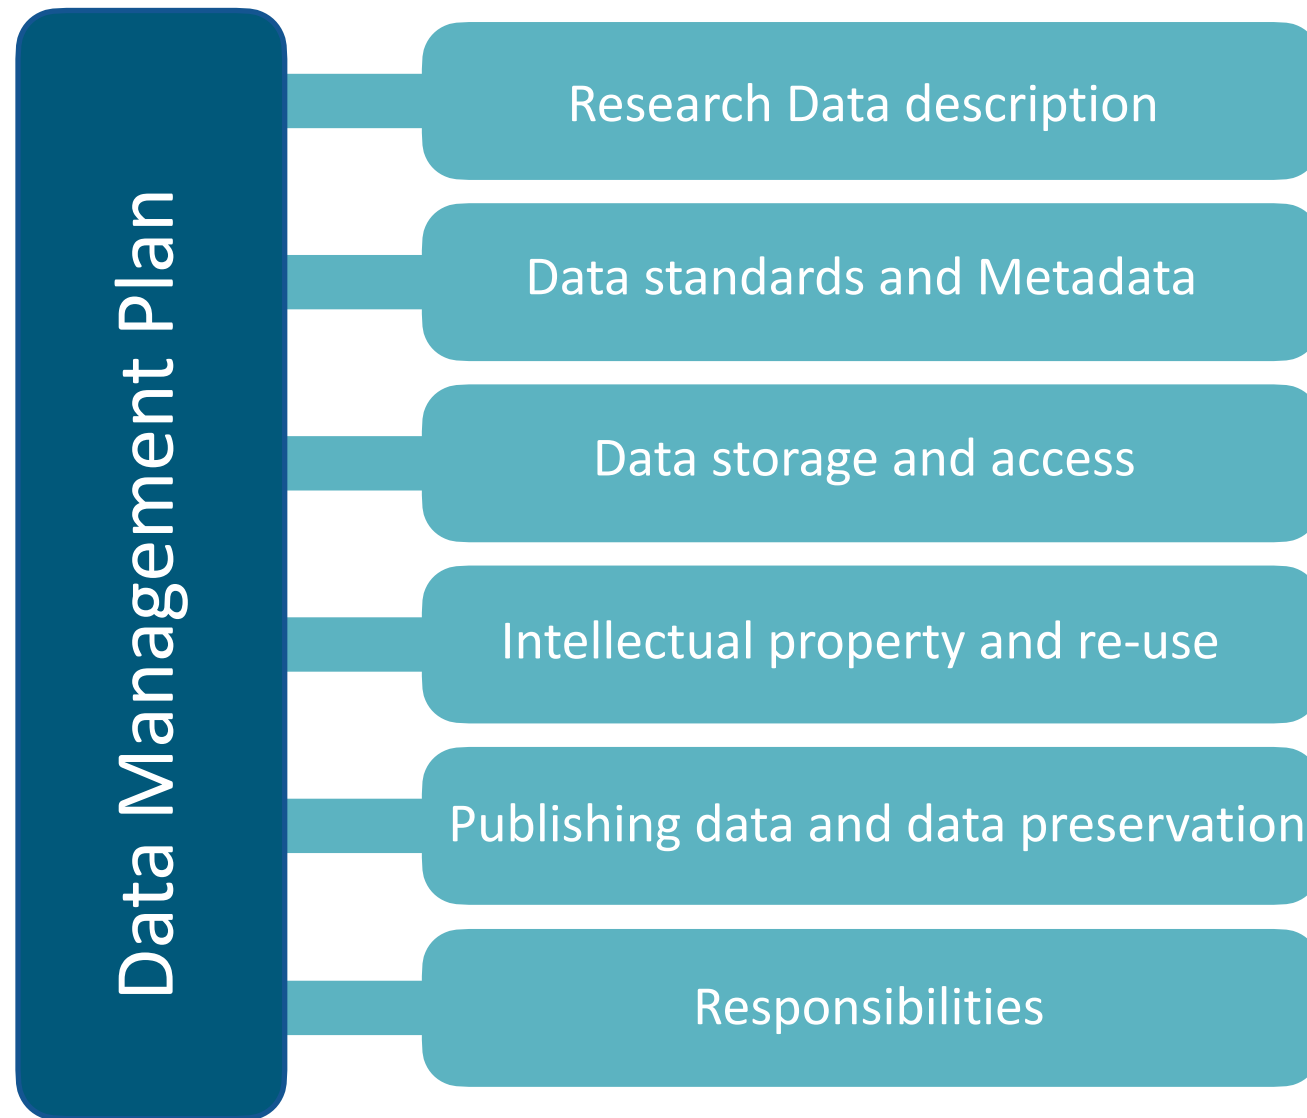 Data Management Plan
Research Data description
Data standards and Metadata
Data storage and access
Intellectual property and re-use
Publishing data and data preservation
Responsibilities